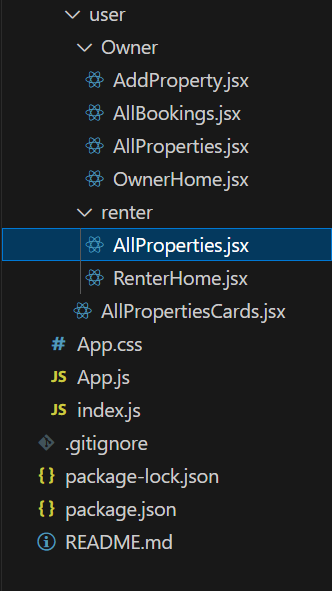 user
Owner
AddProperty.jsx
AllBookings.jsx
AllProperties.jsx
OwnerHome.jsx
renter
AllProperties.jsx
RenterHome.jsx
AllPropertiesCards.jsx
# App.css
JS App.js
JS index.js
.gitignore
{} package-lock.json
{} package.json
README.md